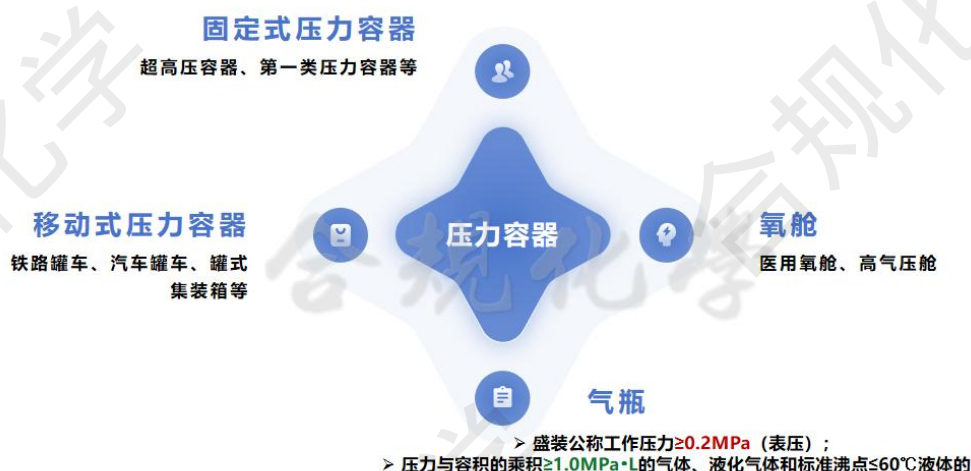 固定式压力容器
超高压容器、第一类压力容器等
移动式压力容器
铁路罐车、汽车罐车、罐式
集装箱等
压力容器
氧舱
医用氧舱、高气压舱
气瓶
➢ 盛装公称工作压力≥0.2MPa（表压）;
➢ 压力与容积的乘积≥1.0MPa•L的气体、液化气体和标准沸点≤60℃液体的
合规化学